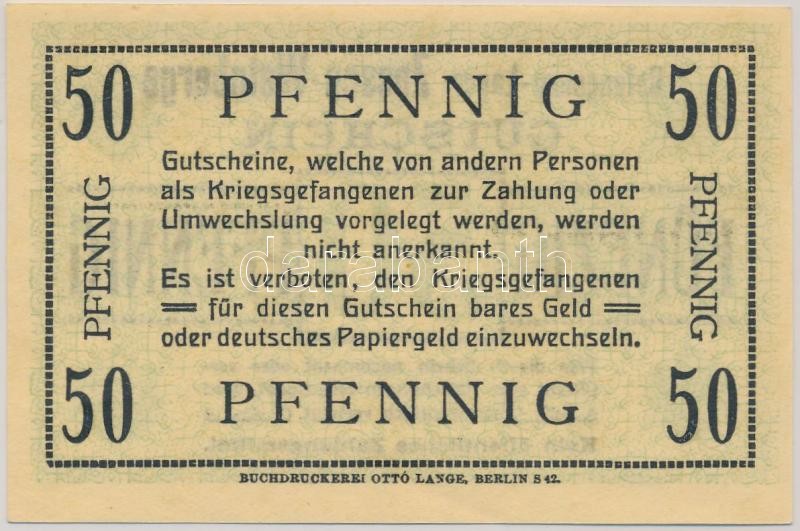 50 PFENNIG 50
Gutscheine, welche von andern Personen
als Kriegsgefangenen zur Zahlung oder
Umwechslung vorgelegt werden, werden
nicht anerkannt.
Es ist verboten, den Kriegsgefangenen
für diesen Gutschein bares Geld
oder deutsches Papiergeld einzuwechseln.
PFENNIG
PFENNIG
50 PFENNIG 50
BUCHDRUCKEREI OTTÓ LANGE, BERLIN S 42.
darabanth